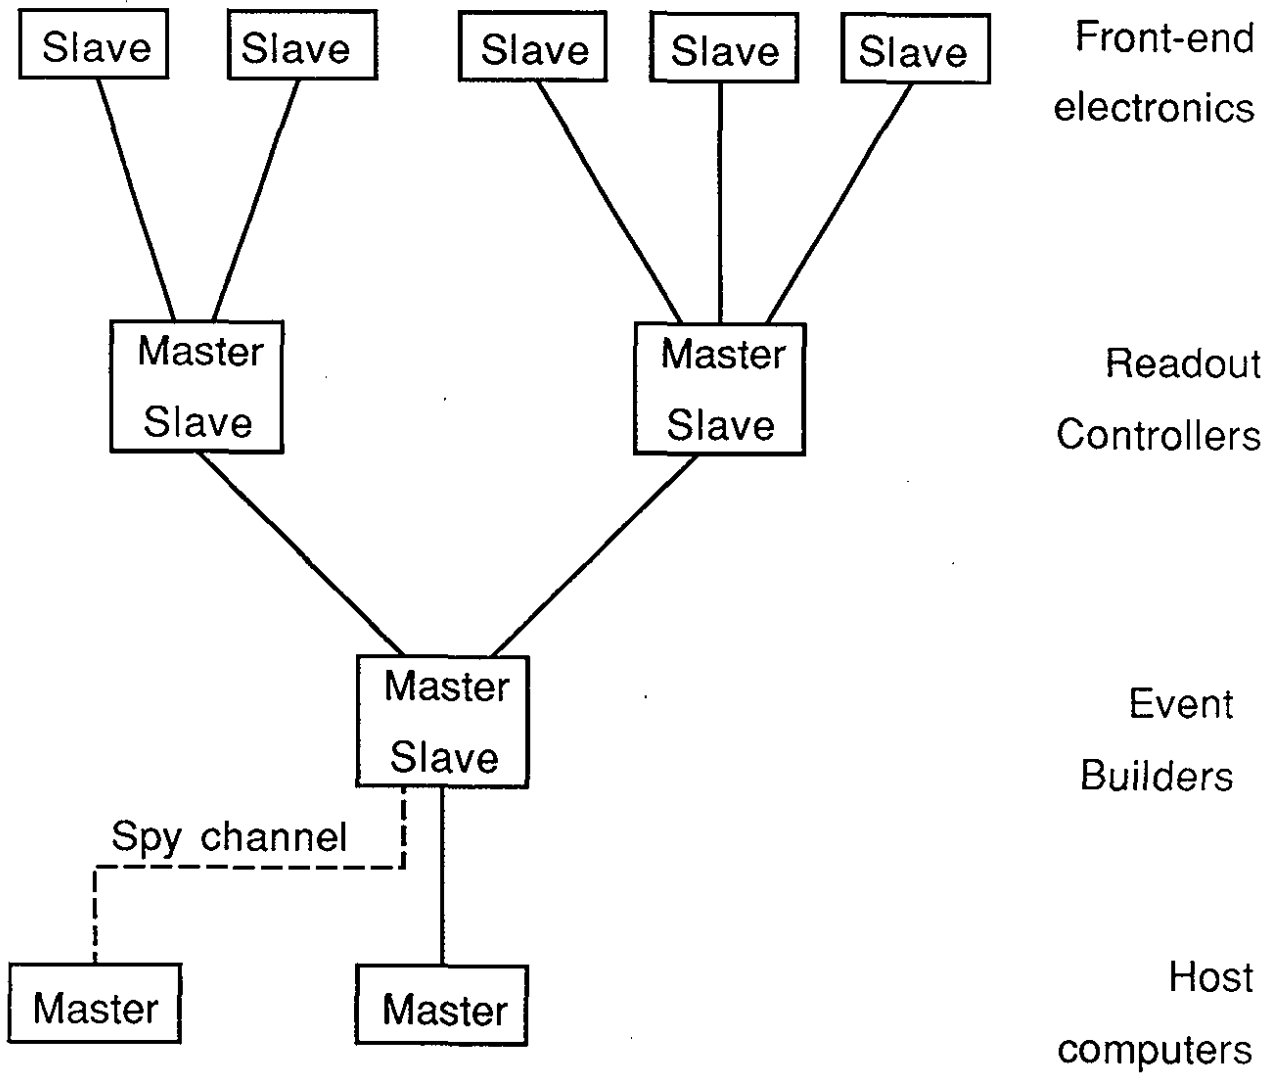 Slave Slave Slave Slave Slave Front-end
electronics
Master Master Readout
Slave Slave Controllers
Master Event
Slave Builders
Spy channel
Master Master Host
computers